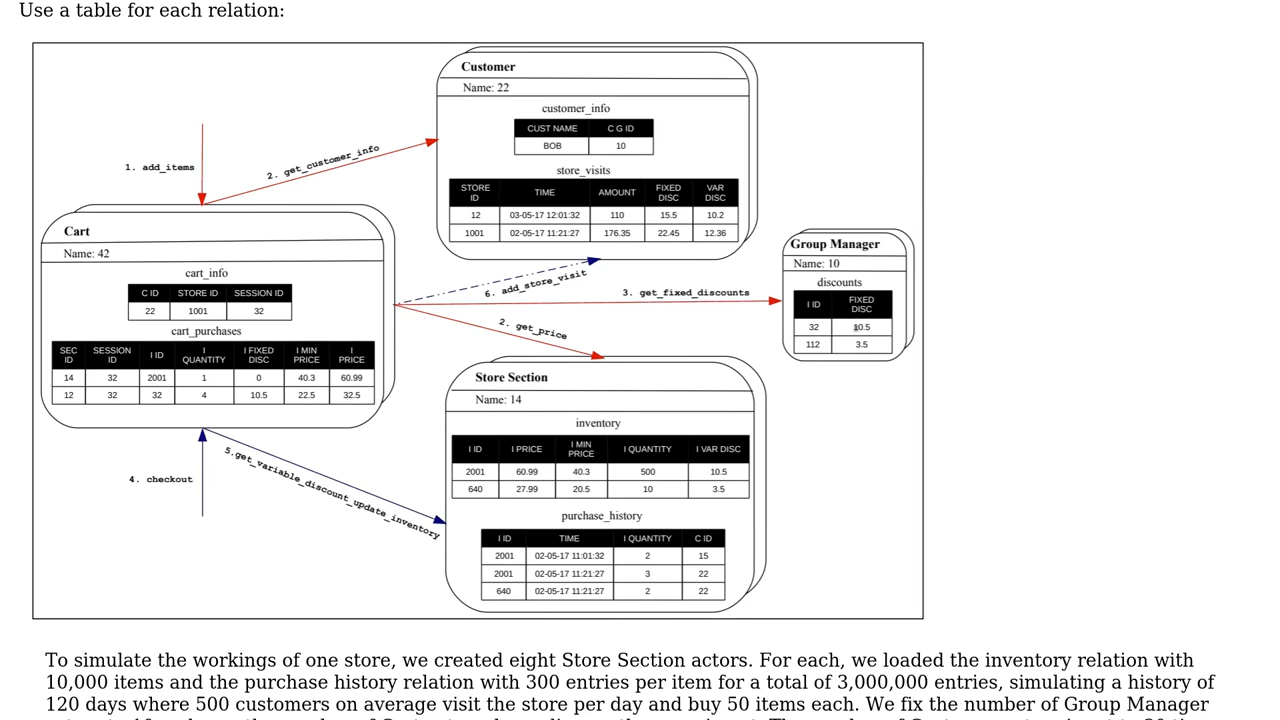 Use a table for each relation:
Customer
Name: 22
customer_info
CUST NAME C G ID
BOB 10
store_visits
STORE ID TIME AMOUNT FIXED DISC VAR DISC
12 03-05-17 12:01:32 110 15.5 10.2
1001 02-05-17 11:21:27 176.35 22.45 12.36
1. add_items
2. get_customer_info
Cart
Name: 42
cart_info
C ID STORE ID SESSION ID
22 1001 32
cart_purchases
SEC ID SESSION ID I ID I QUANTITY I FIXED DISC I MIN PRICE I PRICE
14 32 2001 1 0 40.3 60.99
12 32 32 4 10.5 22.5 32.5
6. add_store_visit
3. get_fixed_discounts
2. get_price
Group Manager
Name: 10
discounts
I ID FIXED DISC
32 10.5
112 3.5
Store Section
Name: 14
inventory
I ID I PRICE I MIN PRICE I QUANTITY I VAR DISC
2001 60.99 40.3 500 10.5
640 27.99 20.5 10 3.5
purchase_history
I ID TIME I QUANTITY C ID
2001 02-05-17 11:01:32 2 15
2001 02-05-17 11:21:27 3 22
640 02-05-17 11:21:27 2 22
4. checkout
5.get_variable_discount_update_inventory
To simulate the workings of one store, we created eight Store Section actors. For each, we loaded the inventory relation with
10,000 items and the purchase history relation with 300 entries per item for a total of 3,000,000 entries, simulating a history of
120 days where 500 customers on average visit the store per day and buy 50 items each. We fix the number of Group Manager